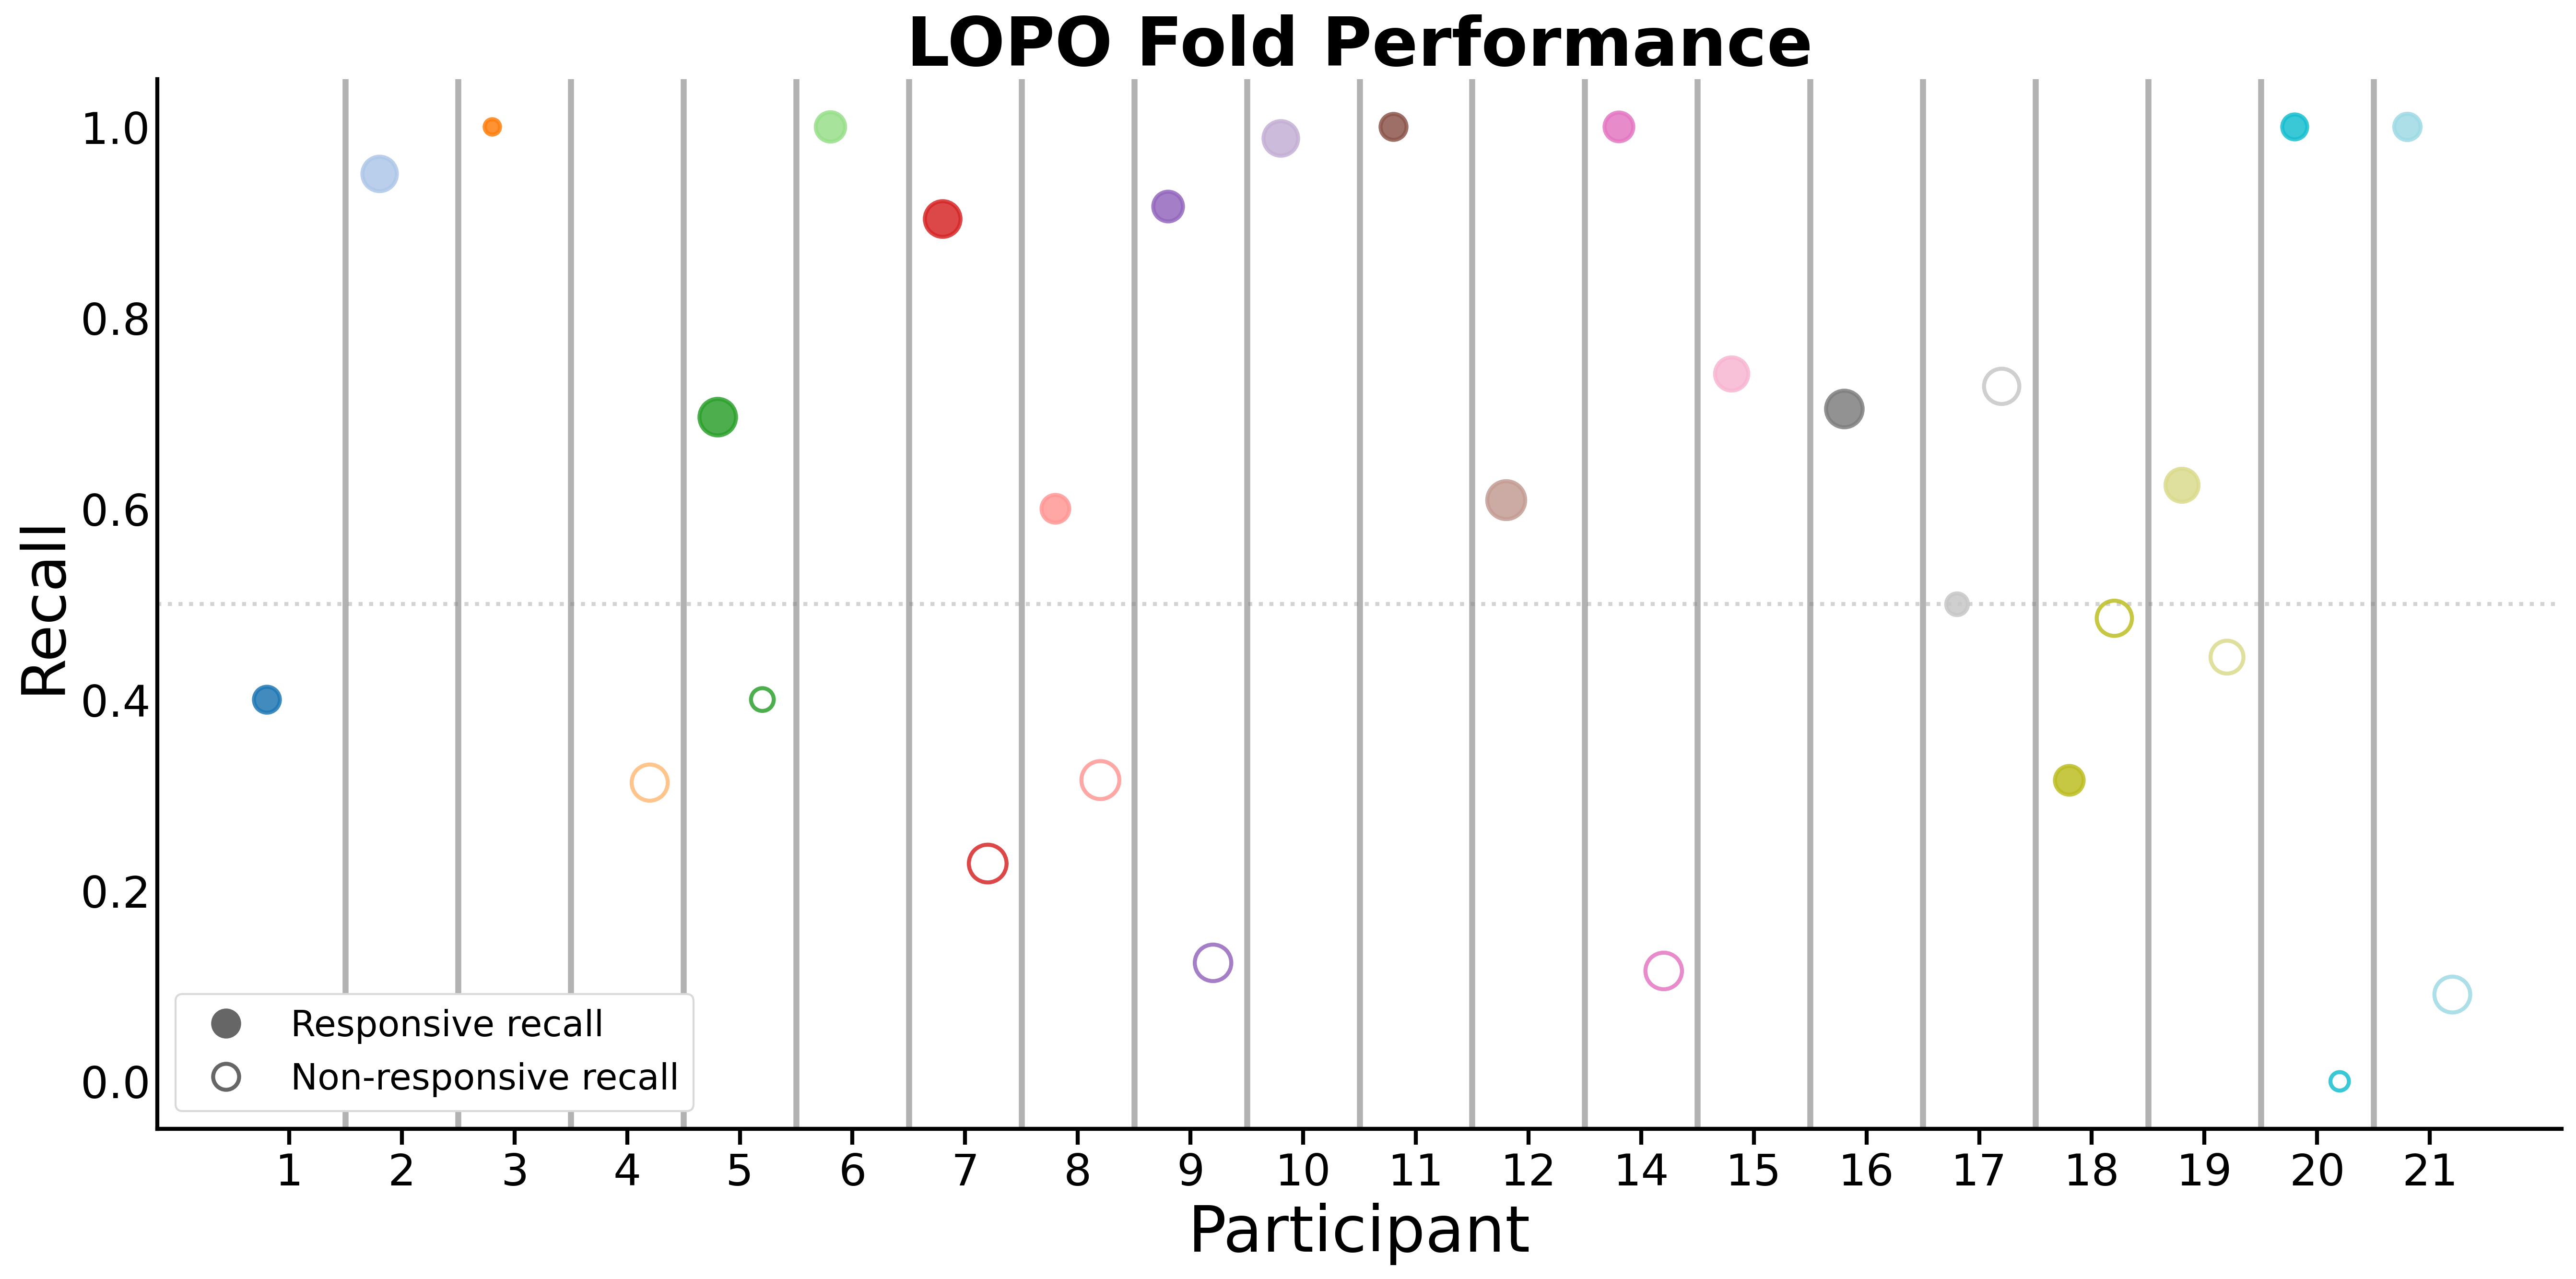 LOPO Fold Performance
Recall
1.0
0.8
0.6
0.4
0.2
0.0
Responsive recall
Non-responsive recall
1 2 3 4 5 6 7 8 9 10 11 12 14 15 16 17 18 19 20 21
Participant